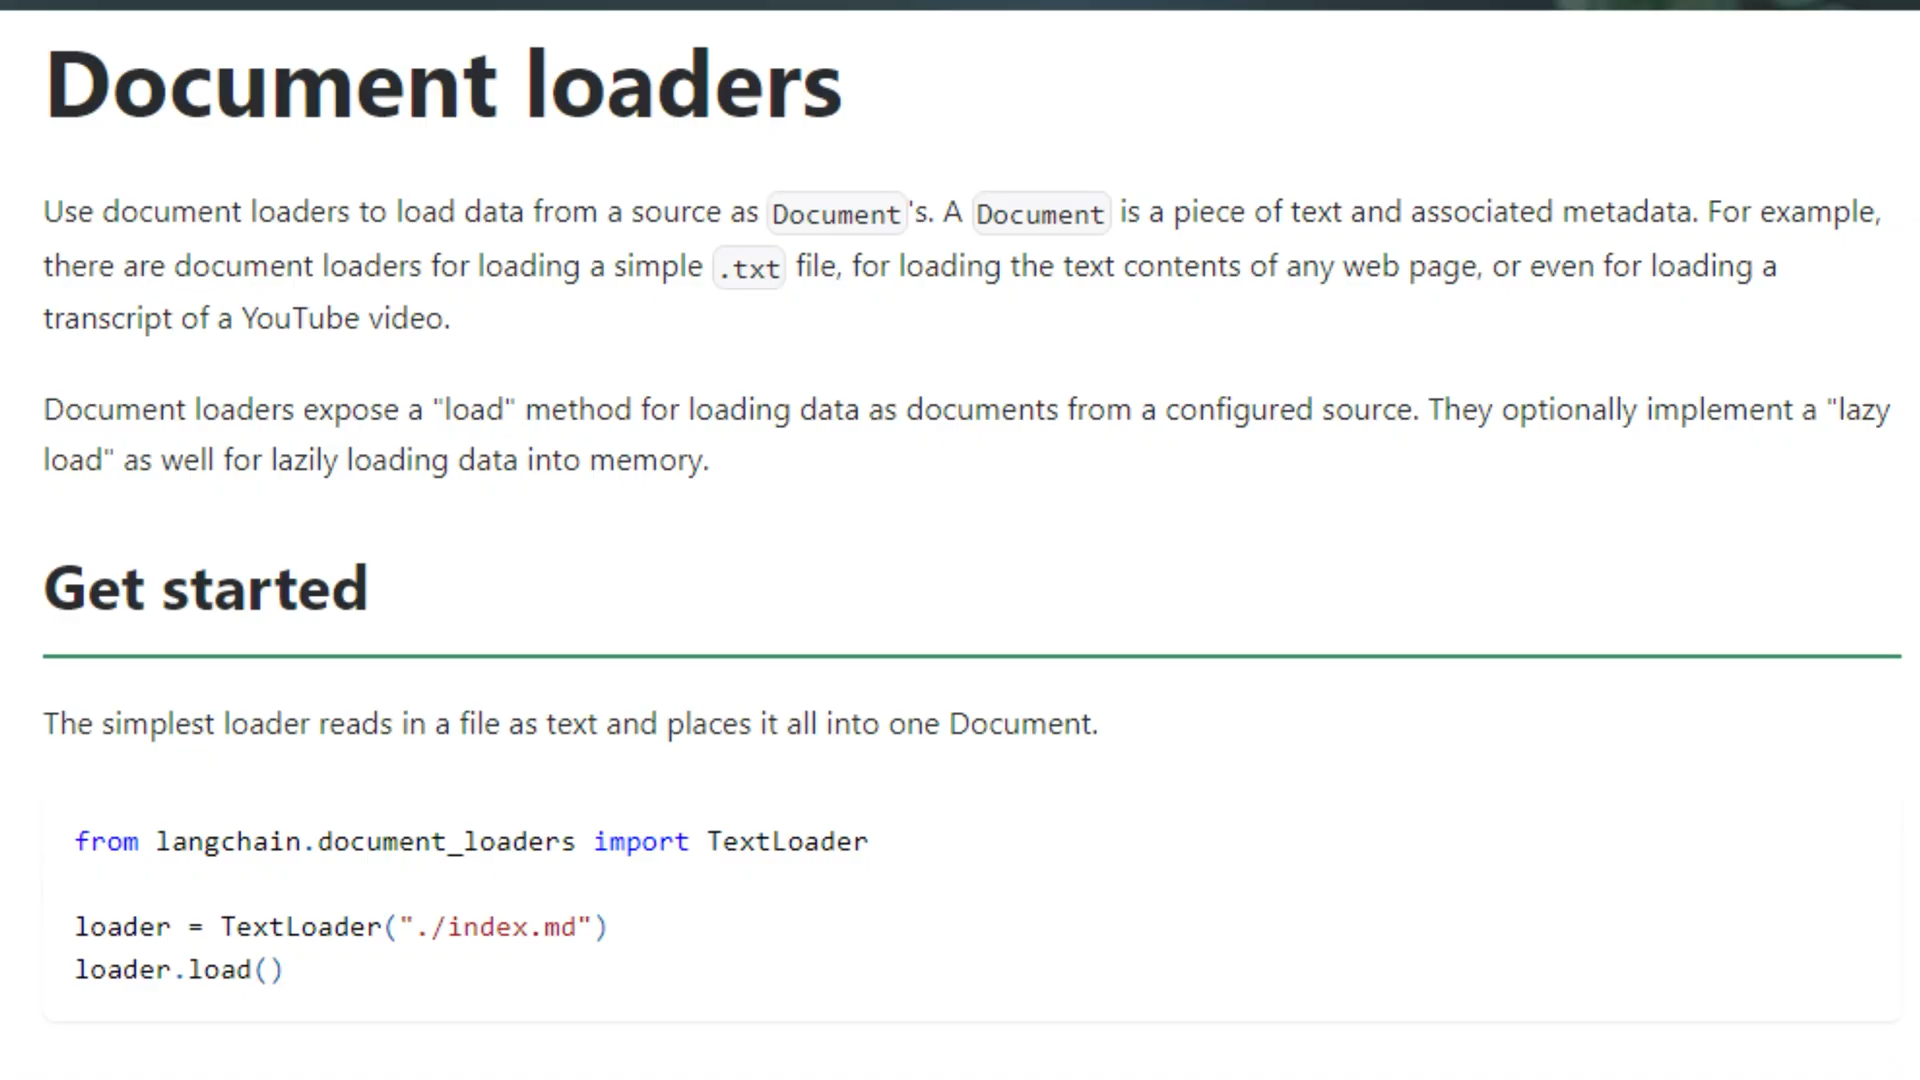 Document loaders
Use document loaders to load data from a source as Document's. A Document is a piece of text and associated metadata. For example,
there are document loaders for loading a simple .txt file, for loading the text contents of any web page, or even for loading a
transcript of a YouTube video.
Document loaders expose a "load" method for loading data as documents from a configured source. They optionally implement a "lazy
load" as well for lazily loading data into memory.
Get started
The simplest loader reads in a file as text and places it all into one Document.
from langchain.document_loaders import TextLoader
loader = TextLoader("./index.md")
loader.load()